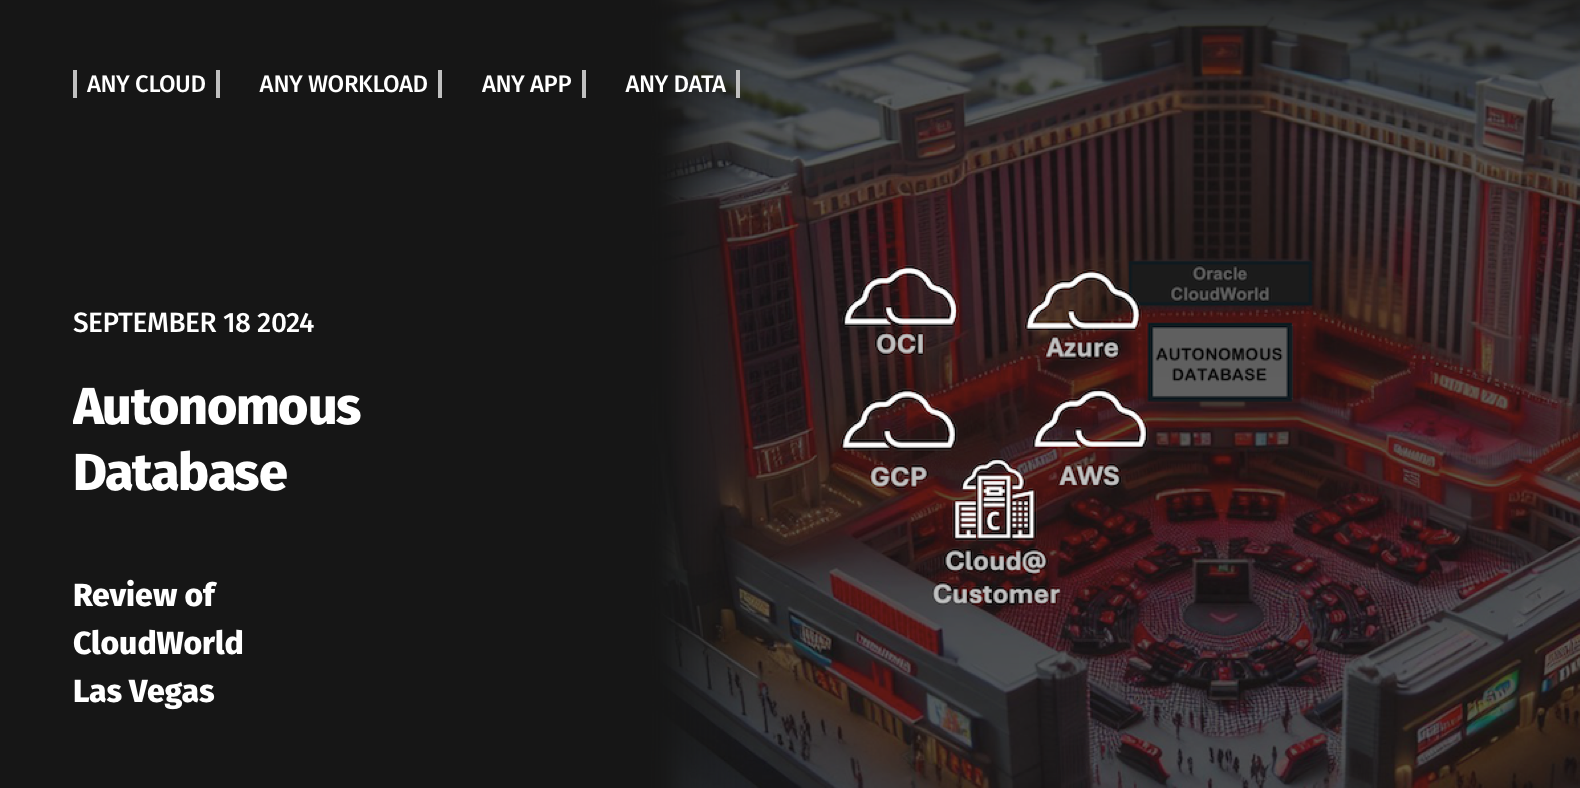 ANY CLOUD
ANY WORKLOAD
ANY APP
ANY DATA
SEPTEMBER 18 2024
Autonomous
Database
Review of
CloudWorld
Las Vegas
OCI
Azure
GCP
AWS
C
Cloud@
Customer
Oracle
CloudWorld
AUTONOMOUS
DATABASE